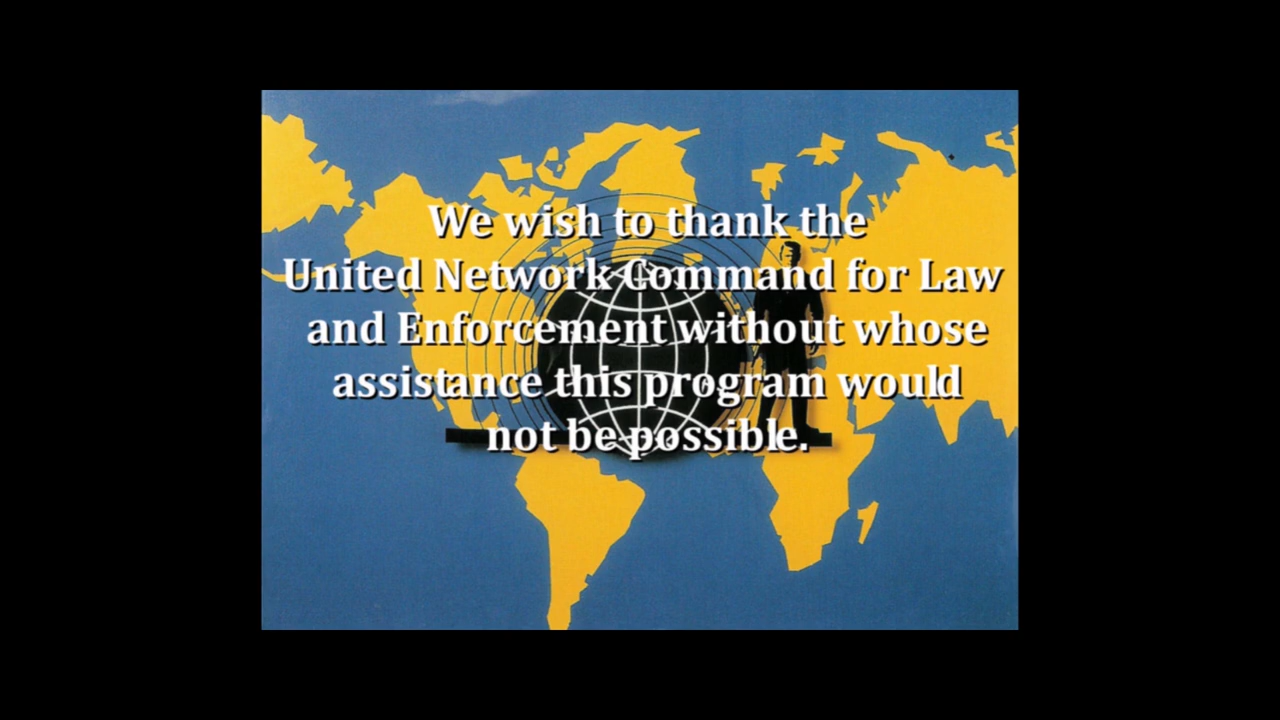 We wish to thank the
United Network Command for Law
and Enforcement without whose
assistance this program would
not be possible.